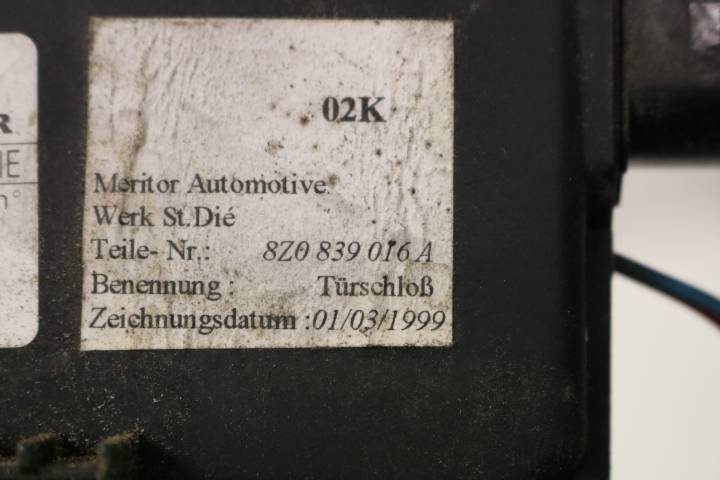 02K
Meritor Automotive
Werk St.Dié
Teile- Nr.: 8Z0 839 016 A
Benennung : Türschloß
Zeichnungsdatum :01/03/1999